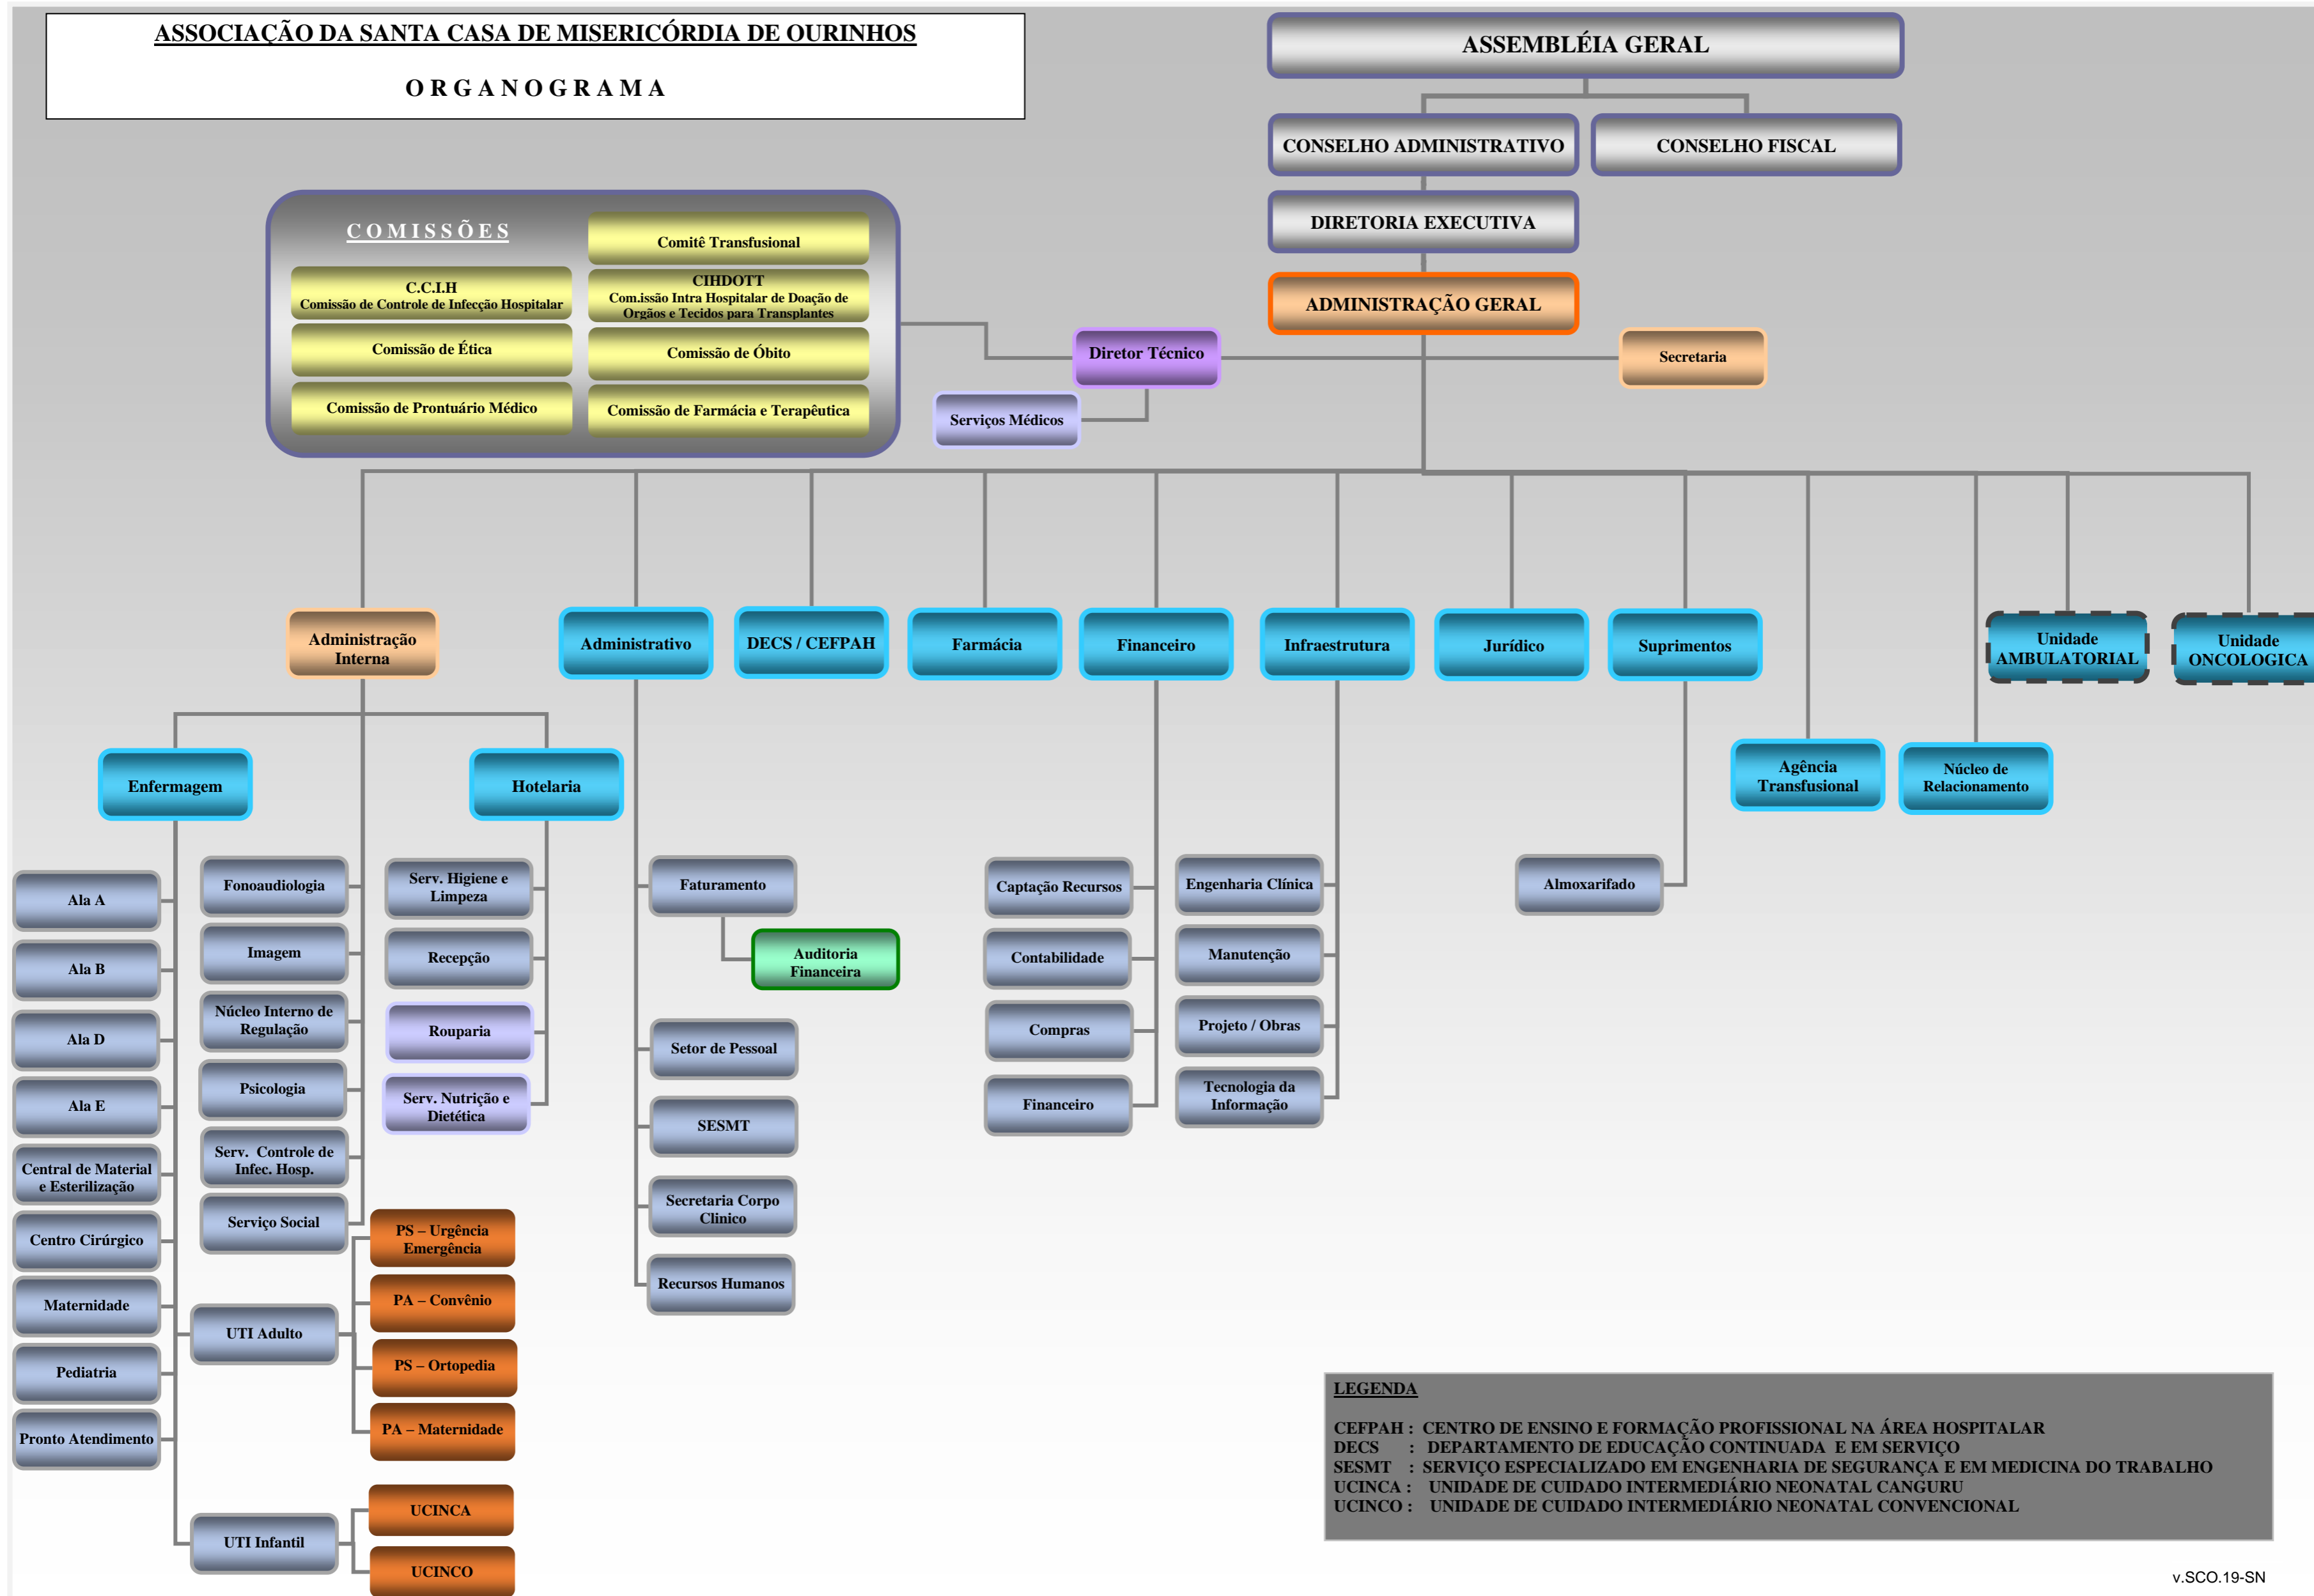 ASSOCIAÇÃO DA SANTA CASA DE MISERICÓRDIA DE OURINHOS
O R G A N O G R A M A
ASSEMBLÉIA GERAL
CONSELHO ADMINISTRATIVO
CONSELHO FISCAL
DIRETORIA EXECUTIVA
ADMINISTRAÇÃO GERAL
C O M I S S Õ E S
Comitê Transfusional
C.C.I.H
Comissão de Controle de Infecção Hospitalar
CIHDOTT
Com.issão Intra Hospitalar de Doação de
Orgãos e Tecidos para Transplantes
Comissão de Ética
Comissão de Óbito
Comissão de Prontuário Médico
Comissão de Farmácia e Terapêutica
Diretor Técnico
Secretaria
Serviços Médicos
Administração
Interna
Administrativo
DECS / CEFPAH
Farmácia
Financeiro
Infraestrutura
Jurídico
Suprimentos
Unidade
AMBULATORIAL
Unidade
ONCOLOGICA
Enfermagem
Hotelaria
Agência
Transfusional
Núcleo de
Relacionamento
Ala A
Ala B
Ala D
Ala E
Central de Material
e Esterilização
Centro Cirúrgico
Maternidade
Pediatria
Pronto Atendimento
Fonoaudiologia
Imagem
Núcleo Interno de
Regulação
Psicologia
Serv.  Controle de
Infec. Hosp.
Serviço Social
UTI Adulto
UTI Infantil
PS – Urgência
Emergência
PA – Convênio
PS – Ortopedia
PA – Maternidade
UCINCA
UCINCO
Serv. Higiene e
Limpeza
Recepção
Rouparia
Serv. Nutrição e
Dietética
Faturamento
Auditoria
Financeira
Setor de Pessoal
SESMT
Secretaria Corpo
Clinico
Recursos Humanos
Captação Recursos
Contabilidade
Compras
Financeiro
Engenharia Clínica
Manutenção
Projeto / Obras
Tecnologia da
Informação
Almoxarifado
LEGENDA
CEFPAH :  CENTRO DE ENSINO E FORMAÇÃO PROFISSIONAL NA ÁREA HOSPITALAR
DECS      :   DEPARTAMENTO DE EDUCAÇÃO CONTINUADA  E EM SERVIÇO
SESMT   :  SERVIÇO ESPECIALIZADO EM ENGENHARIA DE SEGURANÇA E EM MEDICINA DO TRABALHO
UCINCA :   UNIDADE DE CUIDADO INTERMEDIÁRIO NEONATAL CANGURU
UCINCO :   UNIDADE DE CUIDADO INTERMEDIÁRIO NEONATAL CONVENCIONAL
v.SCO.19-SN